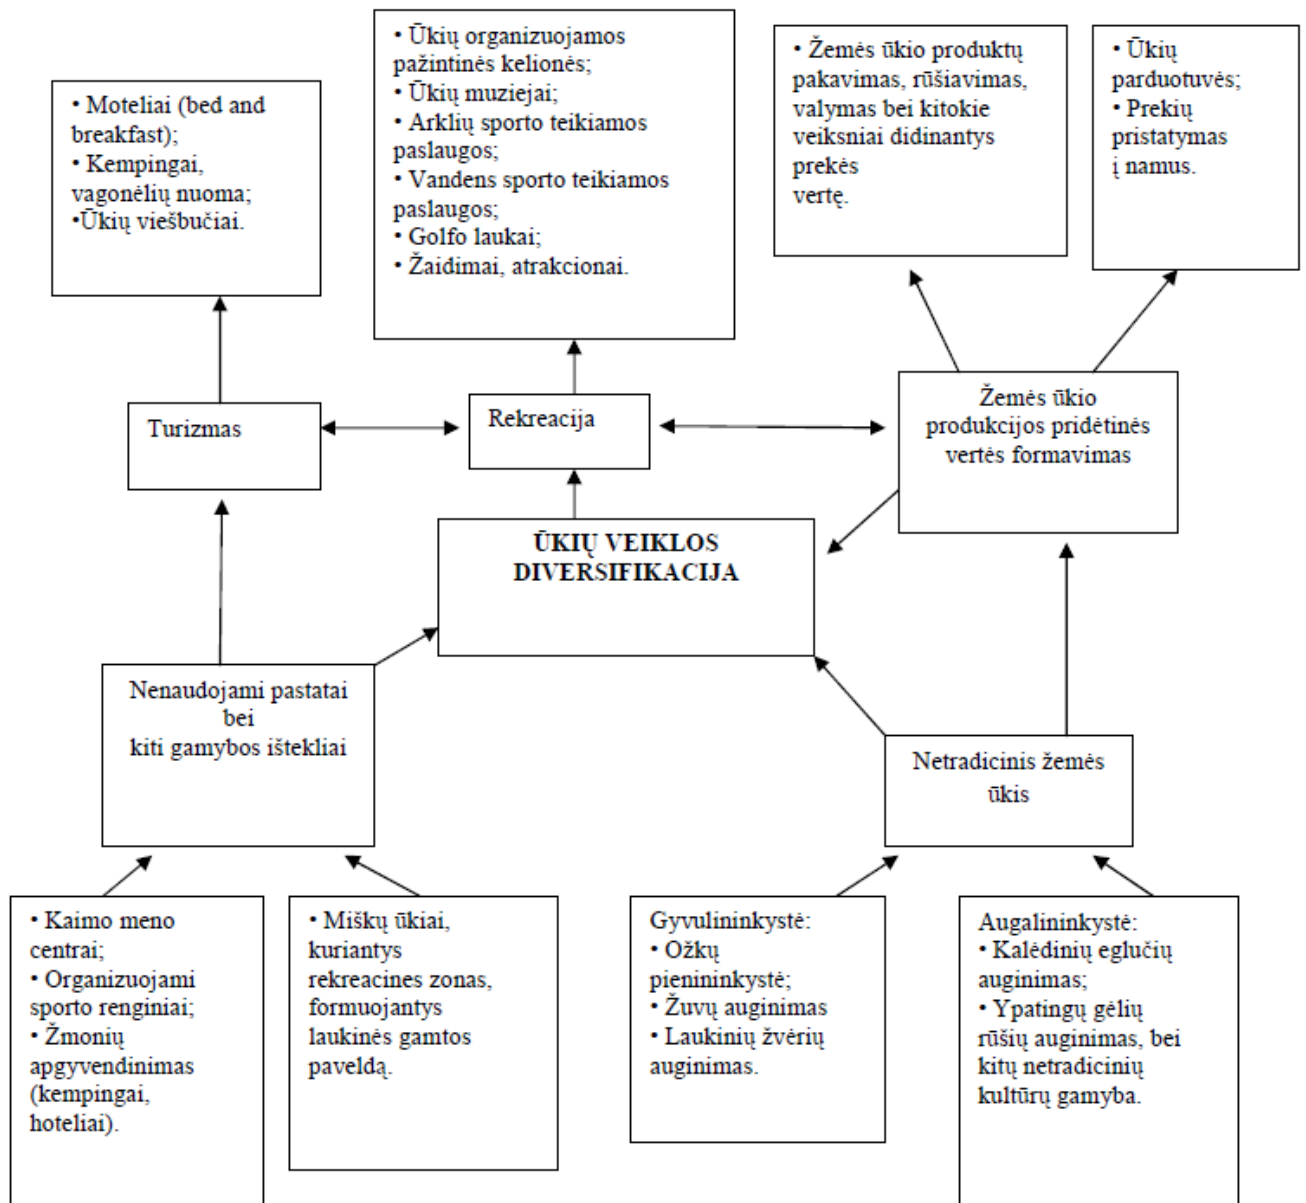 • Moteliai (bed and
breakfast);
• Kempingai,
vagonėlių nuoma;
•Ūkių viešbučiai.
• Ūkių organizuojamos
pažintinės kelionės;
• Ūkių muziejai;
• Arklių sporto teikiamos
paslaugos;
• Vandens sporto teikiamos
paslaugos;
• Golfo laukai;
• Žaidimai, atrakcionai.
• Žemės ūkio produktų
pakavimas, rūšiavimas,
valymas bei kitokie
veiksniai didinantys
prekės
vertę.
• Ūkių
parduotuvės;
• Prekių
pristatymas
į namus.
Turizmas
Rekreacija
Žemės ūkio
produkcijos pridėtinės
vertės formavimas
ŪKIŲ VEIKLOS
DIVERSIFIKACIJA
Nenaudojami pastatai
bei
kiti gamybos ištekliai
Netradicinis žemės
ūkis
• Kaimo meno
centrai;
• Organizuojami
sporto renginiai;
• Žmonių
apgyvendinimas
(kempingai,
hoteliai).
• Miškų ūkiai,
kuriantys
rekreacines zonas,
formuojantys
laukinės gamtos
paveldą.
Gyvulininkystė:
• Ožkų
pienininkystė;
• Žuvų auginimas
• Laukinių žvėrių
auginimas.
Augalininkystė:
• Kalėdinių eglučių
auginimas;
• Ypatingų gėlių
rūšių auginimas, bei
kitų netradicinių
kultūrų gamyba.